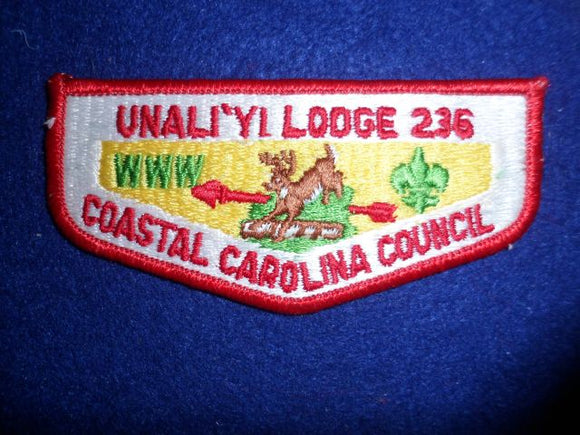 UNALI'YI LODGE 236
WWW
COASTAL CAROLINA COUNCIL